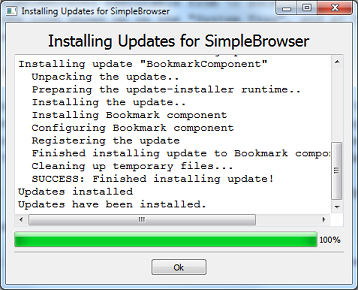 Installing Updates for SimpleBrowser
Installing Updates for SimpleBrowser
Installing update "BookmarkComponent"
Unpacking the update..
Preparing the update-installer runtime..
Installing the update..
Installing Bookmark component
Configuring Bookmark component
Registering the update
Finished installing update to Bookmark compo
Cleaning up temporary files...
SUCCESS: Finished installing update!
Updates installed
Updates have been installed.
100%
Ok